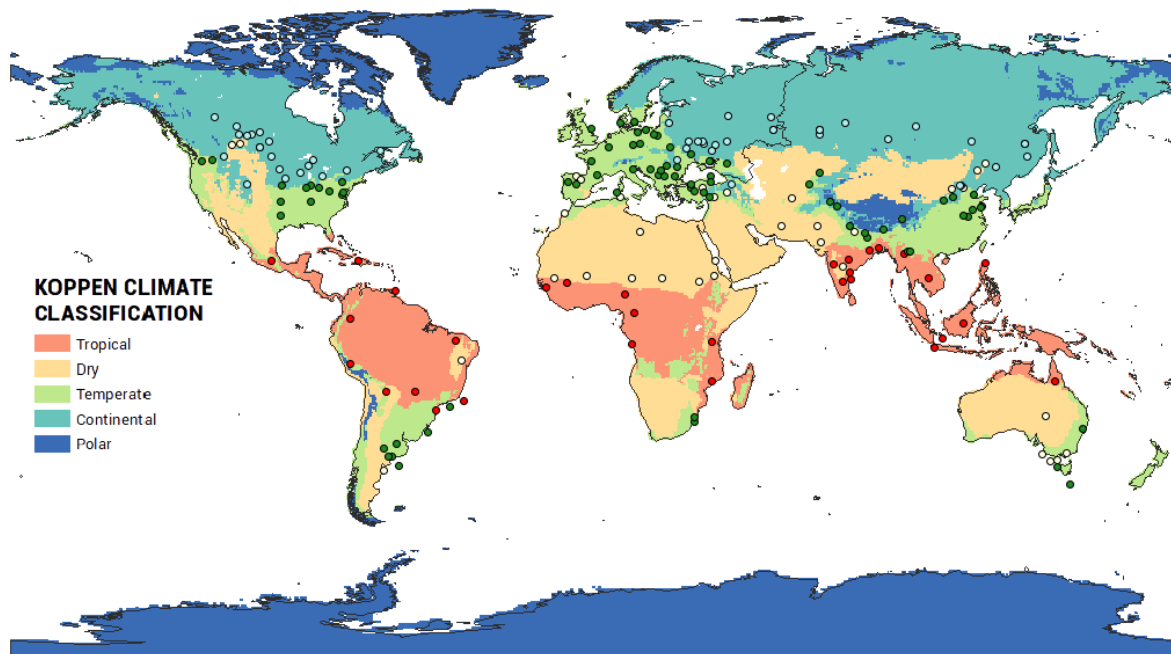 KOPPEN CLIMATE
CLASSIFICATION
Tropical
Dry
Temperate
Continental
Polar